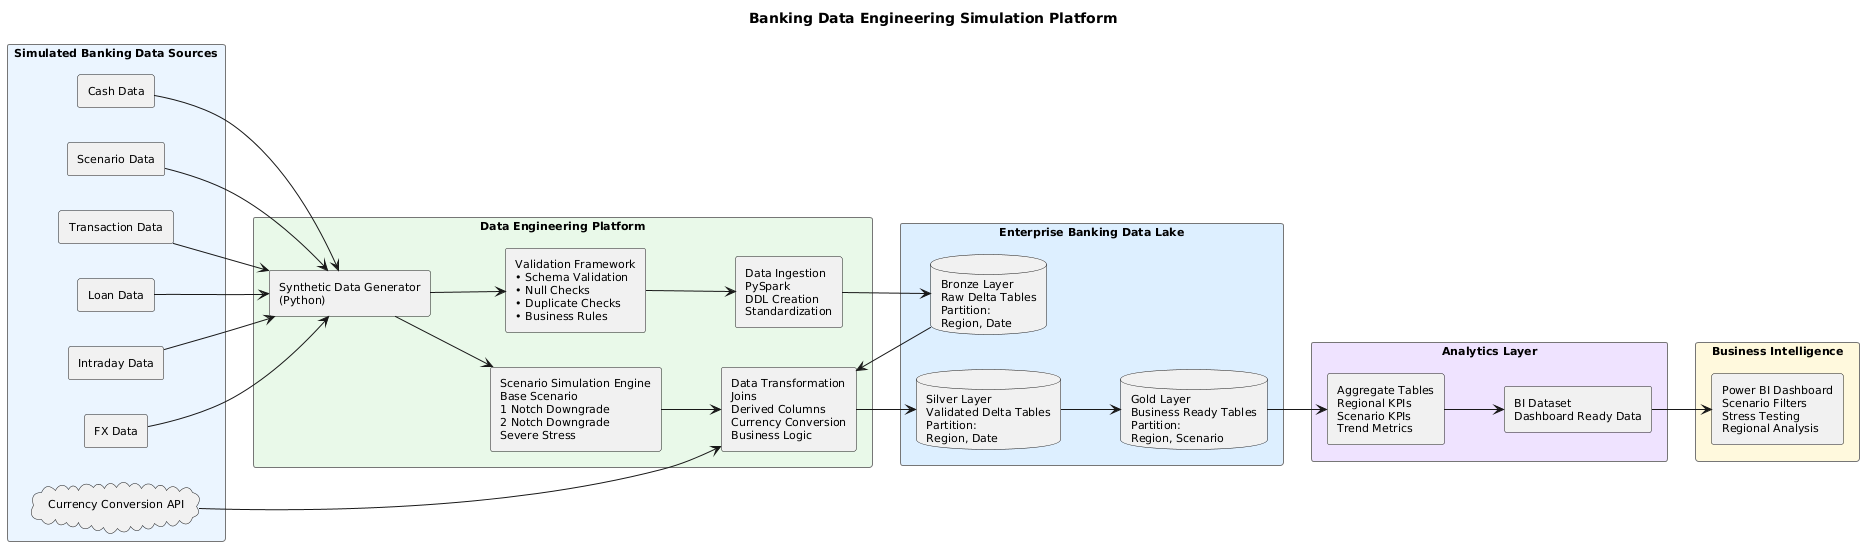 Banking Data Engineering Simulation Platform
Simulated Banking Data Sources
Cash Data
Scenario Data
Transaction Data
Loan Data
Intraday Data
FX Data
Currency Conversion API
Data Engineering Platform
Synthetic Data Generator
(Python)
Validation Framework
• Schema Validation
• Null Checks
• Duplicate Checks
• Business Rules
Data Ingestion
PySpark
DDL Creation
Standardization
Scenario Simulation Engine
Base Scenario
1 Notch Downgrade
2 Notch Downgrade
Severe Stress
Data Transformation
Joins
Derived Columns
Currency Conversion
Business Logic
Enterprise Banking Data Lake
Bronze Layer
Raw Delta Tables
Partition:
Region, Date
Silver Layer
Validated Delta Tables
Partition:
Region, Date
Gold Layer
Business Ready Tables
Partition:
Region, Scenario
Analytics Layer
Aggregate Tables
Regional KPIs
Scenario KPIs
Trend Metrics
BI Dataset
Dashboard Ready Data
Business Intelligence
Power BI Dashboard
Scenario Filters
Stress Testing
Regional Analysis